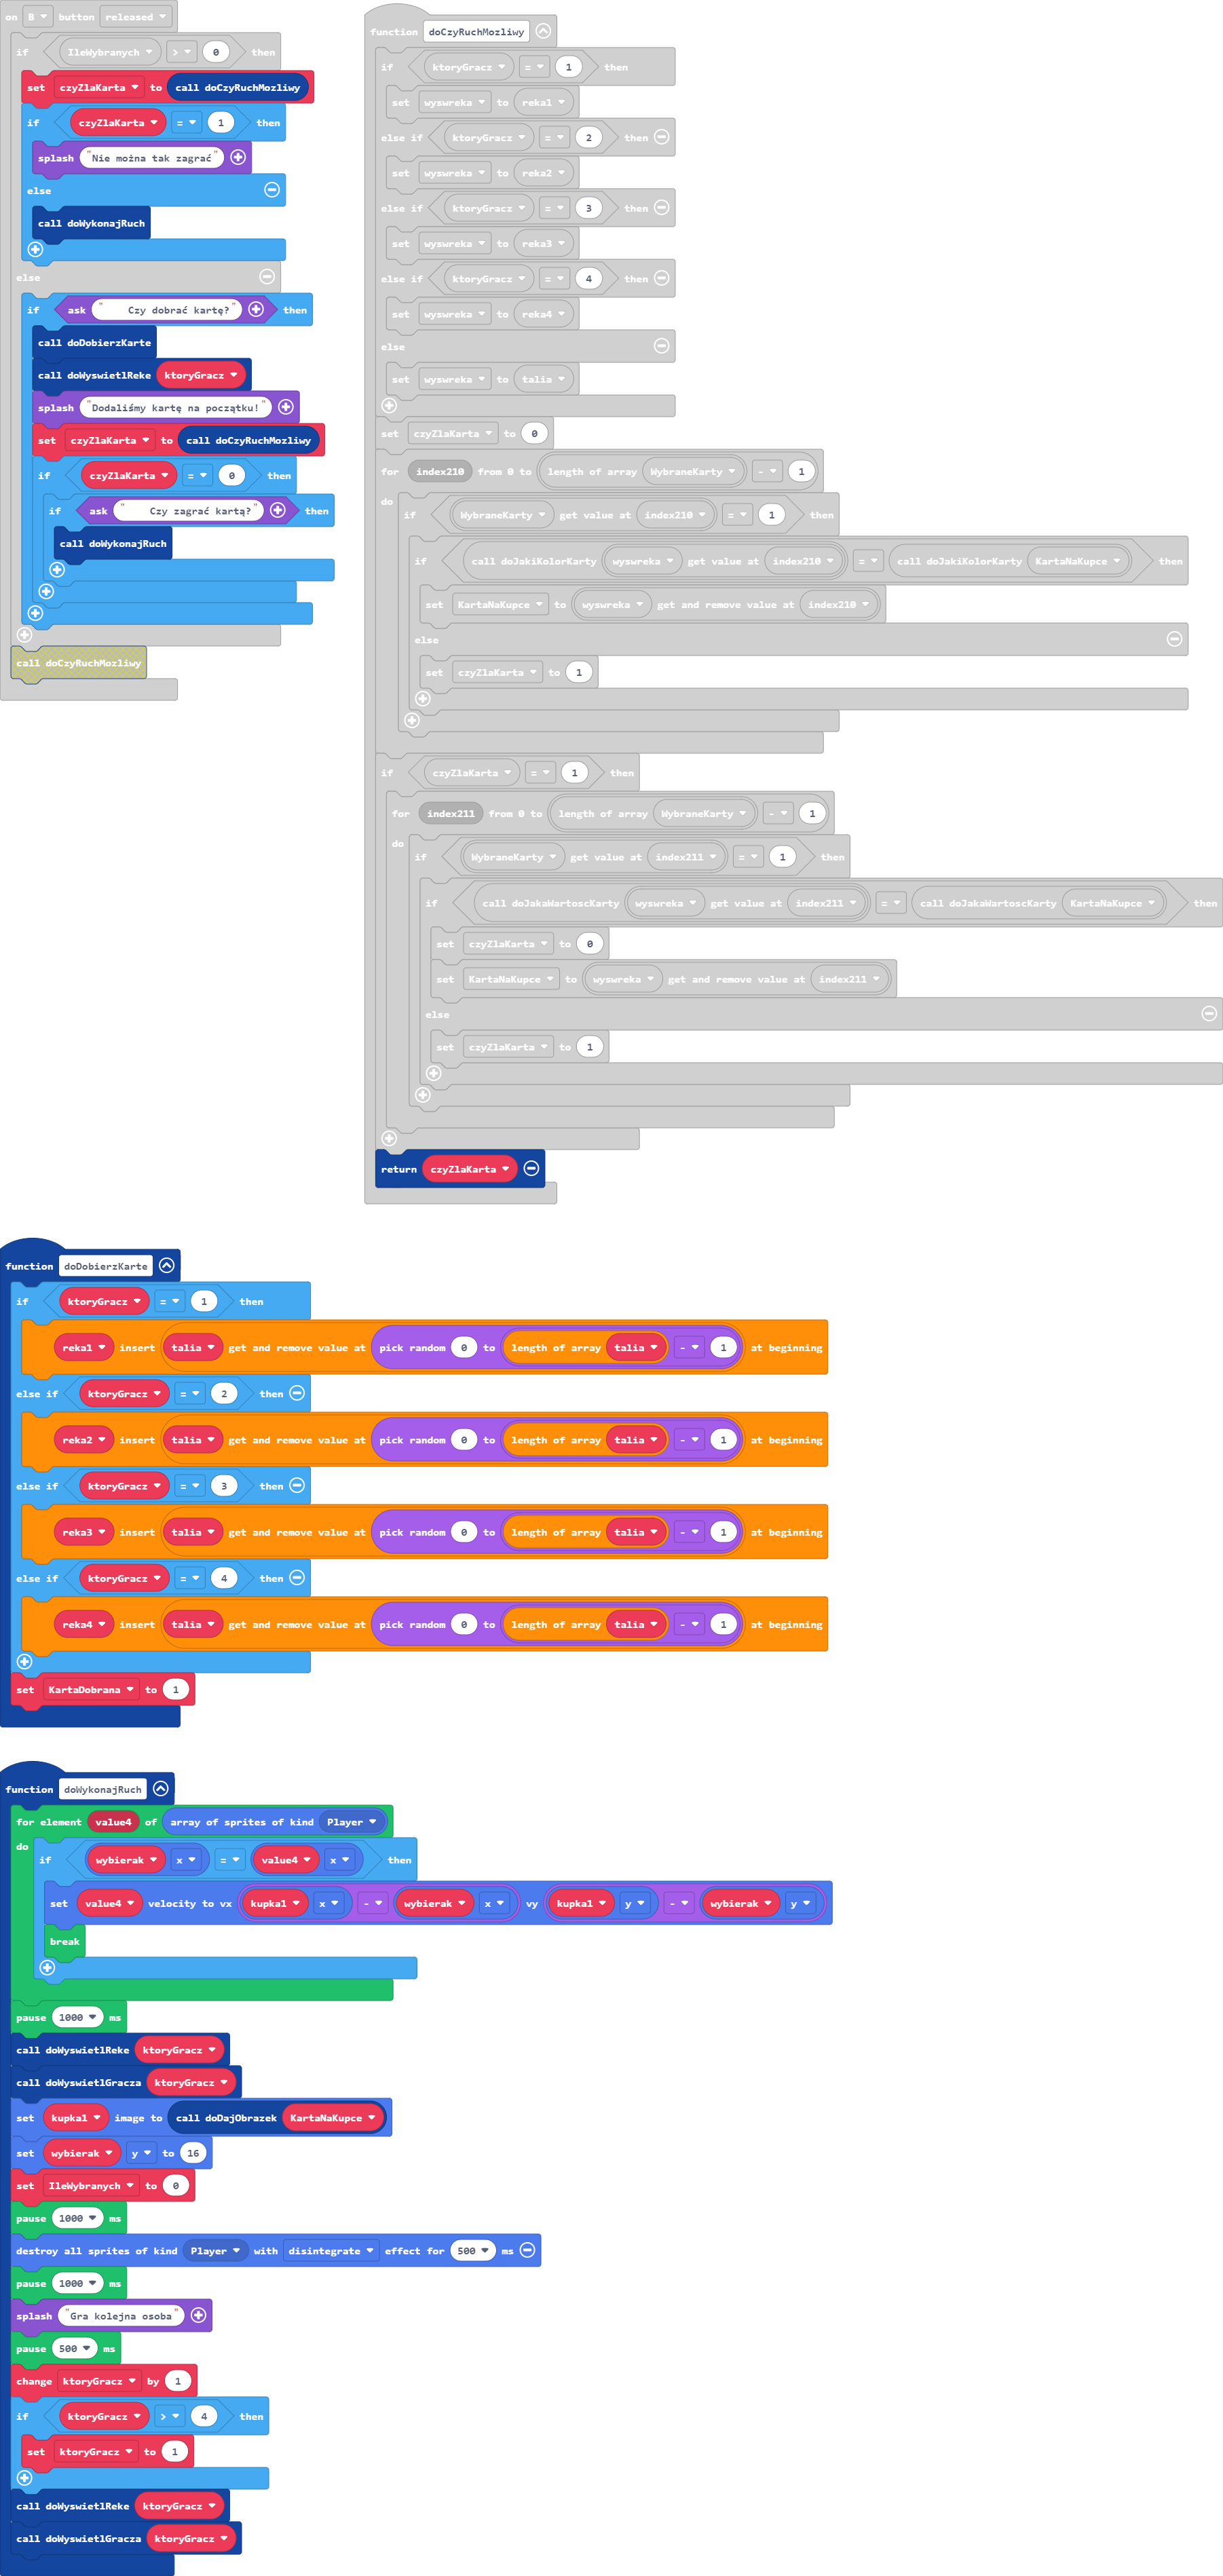 on B button released
if IleWybranych > 0 then
set czyZlaKarta to call doCzyRuchMozliwy
if czyZlaKarta = 1 then
splash "Nie można tak zagrać"
else
call doWykonajRuch
else
if ask " Czy dobrać kartę?" then
call doDobierzKarte
call doWyswietlReke ktoryGracz
splash "Dodaliśmy kartę na początku!"
set czyZlaKarta to call doCzyRuchMozliwy
if czyZlaKarta = 0 then
if ask " Czy zagrać kartą?" then
call doWykonajRuch
call doCzyRuchMozliwy
function doCzyRuchMozliwy
if ktoryGracz = 1 then
set wyswreka to reka1
else if ktoryGracz = 2 then
set wyswreka to reka2
else if ktoryGracz = 3 then
set wyswreka to reka3
else if ktoryGracz = 4 then
set wyswreka to reka4
else
set wyswreka to talia
set czyZlaKarta to 0
for index210 from 0 to length of array WybraneKarty - 1
do
if WybraneKarty get value at index210 = 1 then
if call doJakiKolorKarty wyswreka get value at index210 = call doJakiKolorKarty KartaNaKupce then
set KartaNaKupce to wyswreka get and remove value at index210
else
set czyZlaKarta to 1
if czyZlaKarta = 1 then
for index211 from 0 to length of array WybraneKarty - 1
do
if WybraneKarty get value at index211 = 1 then
if call doJakaWartoscKarty wyswreka get value at index211 = call doJakaWartoscKarty KartaNaKupce then
set czyZlaKarta to 0
set KartaNaKupce to wyswreka get and remove value at index211
else
set czyZlaKarta to 1
return czyZlaKarta
function doDobierzKarte
if ktoryGracz = 1 then
reka1 insert talia get and remove value at pick random 0 to length of array talia - 1 at beginning
else if ktoryGracz = 2 then
reka2 insert talia get and remove value at pick random 0 to length of array talia - 1 at beginning
else if ktoryGracz = 3 then
reka3 insert talia get and remove value at pick random 0 to length of array talia - 1 at beginning
else if ktoryGracz = 4 then
reka4 insert talia get and remove value at pick random 0 to length of array talia - 1 at beginning
set KartaDobrana to 1
function doWykonajRuch
for element value4 of array of sprites of kind Player
do
if wybierak x = value4 x then
set value4 velocity to vx kupka1 x - wybierak x vy kupka1 y - wybierak y
break
pause 1000 ms
call doWyswietlReke ktoryGracz
call doWyswietlGracza ktoryGracz
set kupka1 image to call doDajObrazek KartaNaKupce
set wybierak y to 16
set IleWybranych to 0
pause 1000 ms
destroy all sprites of kind Player with disintegrate effect for 500 ms
pause 1000 ms
splash "Gra kolejna osoba"
pause 500 ms
change ktoryGracz by 1
if ktoryGracz > 4 then
set ktoryGracz to 1
call doWyswietlReke ktoryGracz
call doWyswietlGracza ktoryGracz